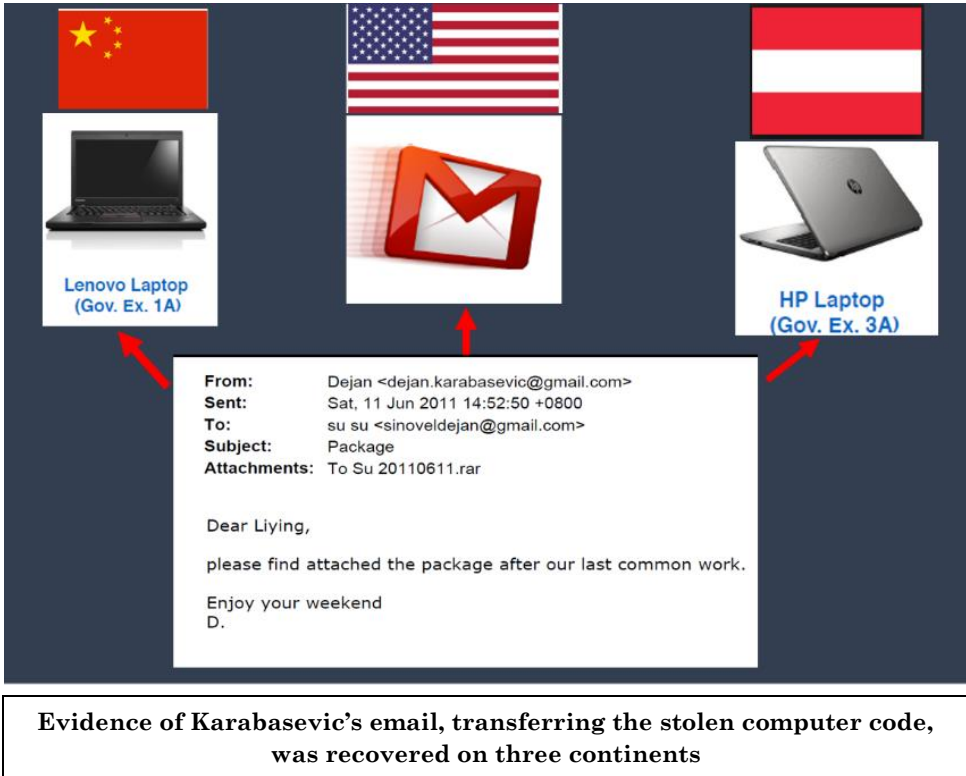 Lenovo Laptop
(Gov. Ex. 1A)
HP Laptop
(Gov. Ex. 3A)
From: Dejan <dejan.karabasevic@gmail.com>
Sent: Sat, 11 Jun 2011 14:52:50 +0800
To: su su <sinoveldejan@gmail.com>
Subject: Package
Attachments: To Su 20110611.rar
Dear Liying,
please find attached the package after our last common work.
Enjoy your weekend
D.
Evidence of Karabasevic’s email, transferring the stolen computer code,
was recovered on three continents